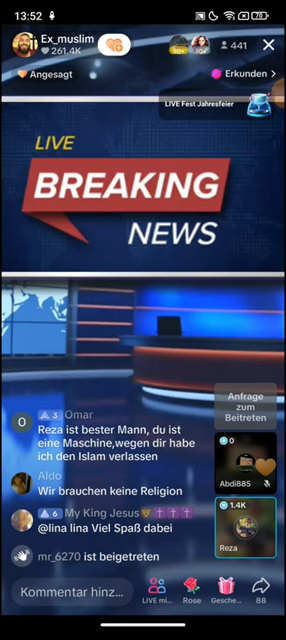 13:52
70
Ex_muslim
261.4K
441
Angesagt
Erkunden >
LIVE Fest Jahresfeier
LIVE
BREAKING
NEWS
Anfrage
zum
Beitreten
O
3 Omar
Reza ist bester Mann, du ist
eine Maschine,wegen dir habe
ich den Islam verlassen
0
Abdi885
Aldo
Wir brauchen keine Religion
6 My King Jesus
@lina lina Viel Spaß dabei
1.4K
Reza
mr_6270 ist beigetreten
Kommentar hinz...
LIVE mi...
Rose
Gesche...
88